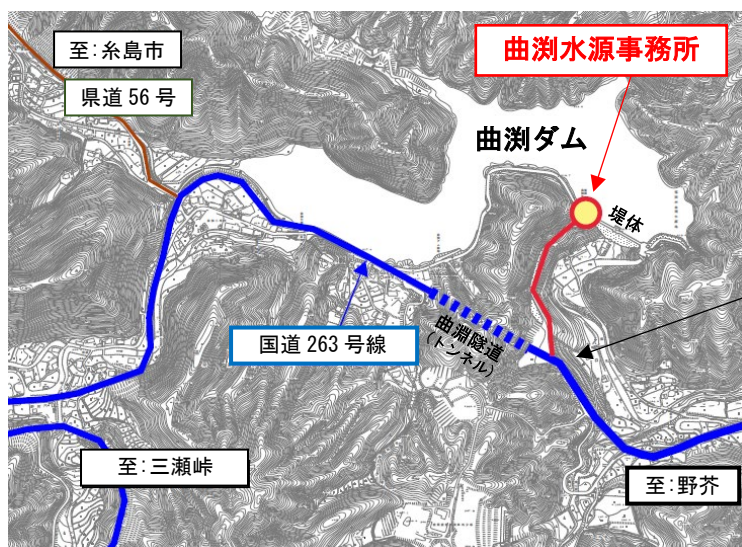 至:糸島市
県道56号
曲渕水源事務所
曲渕ダム
堤体
国道263号線
曲淵隧道
(トンネル)
至:三瀬峠
至:野芥